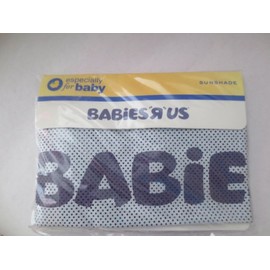 especially
for baby
SUNSHADE
BABIES "R" US
BABIE